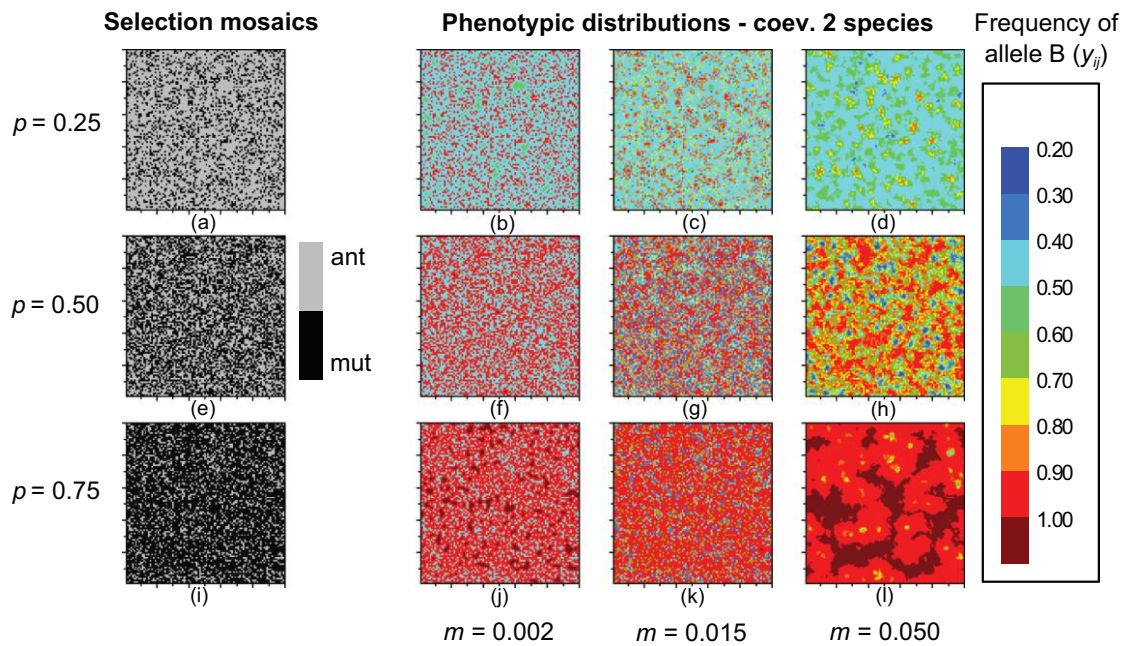 Selection mosaics
Phenotypic distributions - coev. 2 species
Frequency of
allele B (yij)
p = 0.25
(a)
(b)
(c)
(d)
0.20
0.30
0.40
0.50
0.60
0.70
0.80
0.90
1.00
ant
mut
p = 0.50
(e)
(f)
(g)
(h)
p = 0.75
(i)
(j)
(k)
(l)
m = 0.002
m = 0.015
m = 0.050